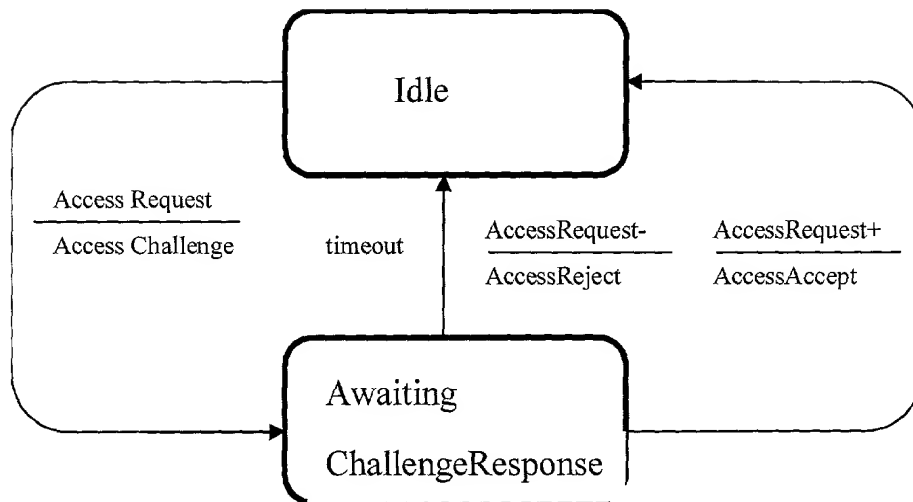 Idle
Access Request
Access Challenge
timeout
AccessRequest-
AccessReject
AccessRequest+
AccessAccept
Awaiting
ChallengeResponse